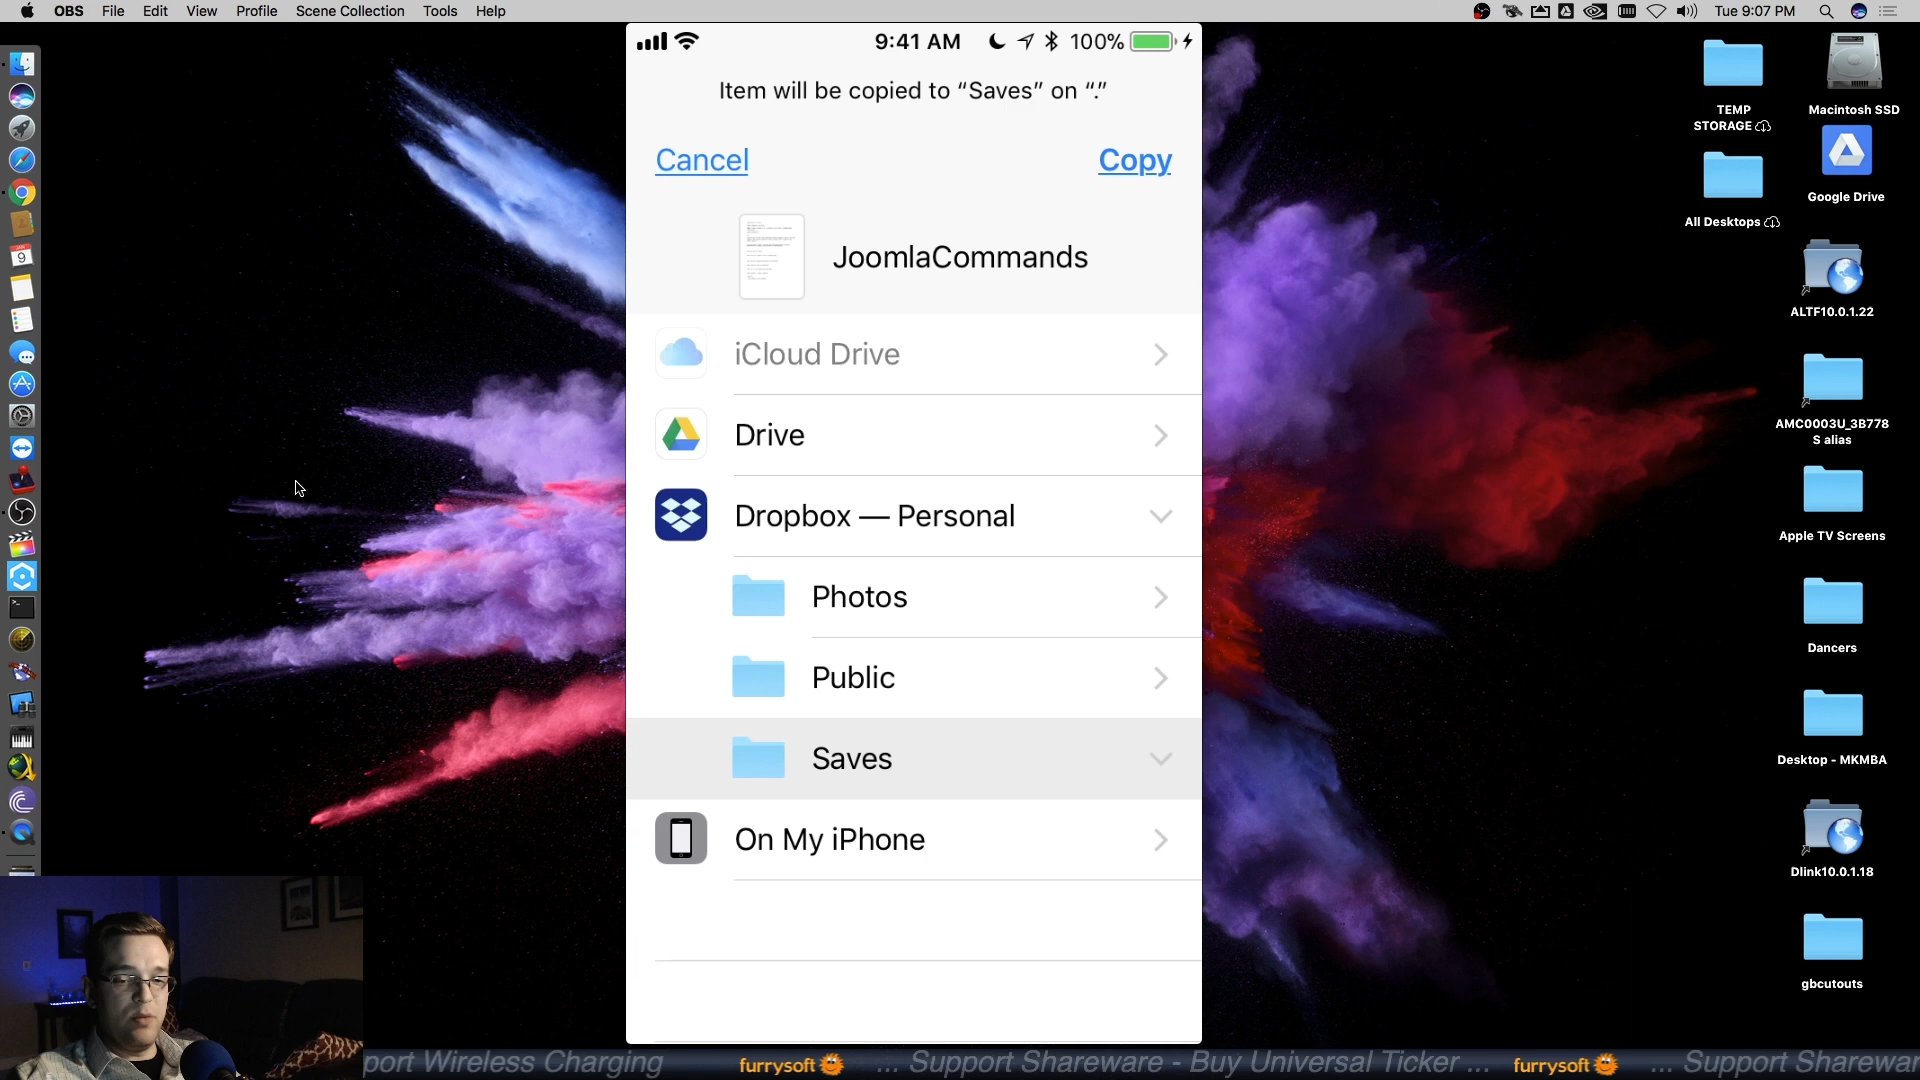 OBS File Edit View Profile Scene Collection Tools Help
Tue 9:07 PM
9:41 AM 100%
Item will be copied to “Saves” on “.”
Cancel Copy
JoomlaCommands
iCloud Drive
Drive
Dropbox — Personal
Photos
Public
Saves
On My iPhone
TEMP
STORAGE
Macintosh SSD
All Desktops
Google Drive
ALTF10.0.1.22
AMC0003U_3B778
S alias
Apple TV Screens
Dancers
Desktop - MKMBA
Dlink10.0.1.18
gbcutouts
JAN
9
port Wireless Charging furrysoft ... Support Shareware - Buy Universal Ticker ... furrysoft ... Support Sharewar